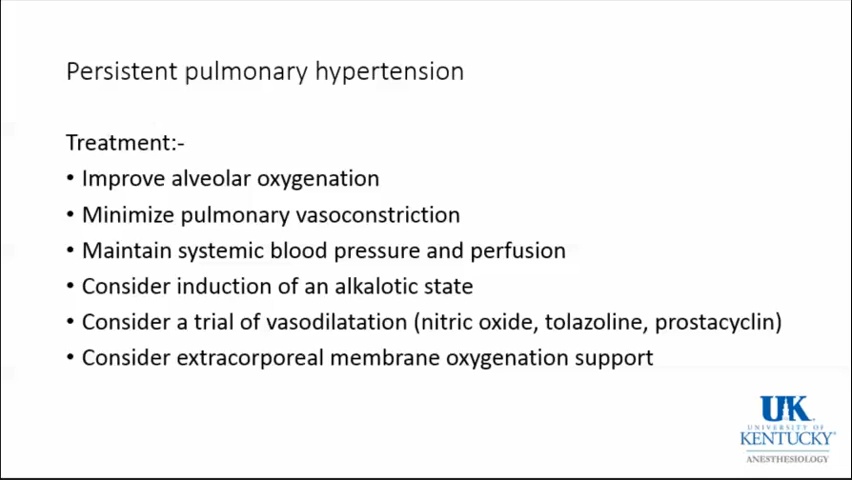 Persistent pulmonary hypertension
Treatment:-
• Improve alveolar oxygenation
• Minimize pulmonary vasoconstriction
• Maintain systemic blood pressure and perfusion
• Consider induction of an alkalotic state
• Consider a trial of vasodilatation (nitric oxide, tolazoline, prostacyclin)
• Consider extracorporeal membrane oxygenation support
UK
UNIVERSITY OF
KENTUCKY
ANESTHESIOLOGY